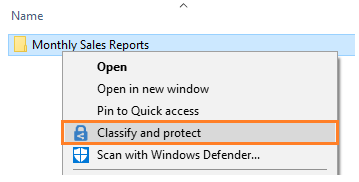 Name
Monthly Sales Reports
Open
Open in new window
Pin to Quick access
Classify and protect
Scan with Windows Defender...